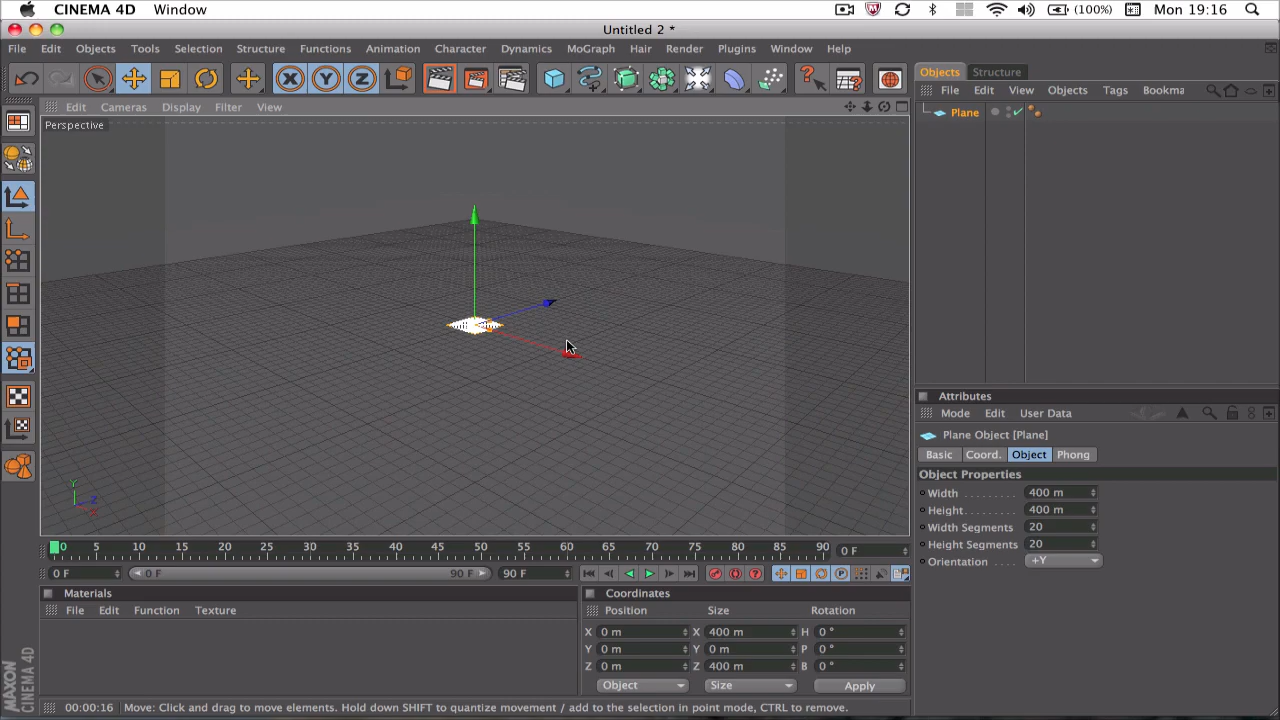 CINEMA 4D Window (100%) Mon 19:16
Untitled 2 *
File Edit Objects Tools Selection Structure Functions Animation Character Dynamics MoGraph Hair Render Plugins Window Help
X Y Z
Objects Structure
File Edit View Objects Tags Bookma
Edit Cameras Display Filter View
Perspective
Plane
Y
Z
X
Attributes
Mode Edit User Data
Plane Object [Plane]
Basic Coord. Object Phong
Object Properties
Width 400 m
Height 400 m
Width Segments 20
Height Segments 20
Orientation +Y
0 5 10 15 20 25 30 35 40 45 50 55 60 65 70 75 80 85 90 0 F
0 F 0 F 90 F 90 F
P
Materials
File Edit Function Texture
Coordinates
Position Size Rotation
X 0 m X 400 m H 0 °
Y 0 m Y 0 m P 0 °
Z 0 m Z 400 m B 0 °
Object Size Apply
MAXON
CINEMA 4D
00:00:16 Move: Click and drag to move elements. Hold down SHIFT to quantize movement / add to the selection in point mode, CTRL to remove.